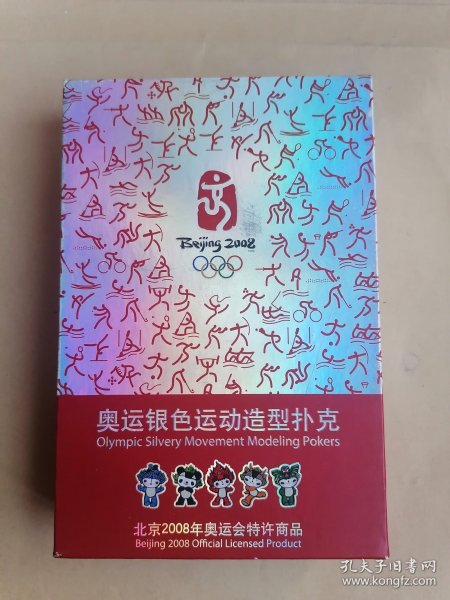 Beijing 2008
奥运银色运动造型扑克
Olympic Silvery Movement Modeling Pokers
北京2008年奥运会特许商品
Beijing 2008 Official Licensed Product
孔夫子旧书网
www.kongfz.com